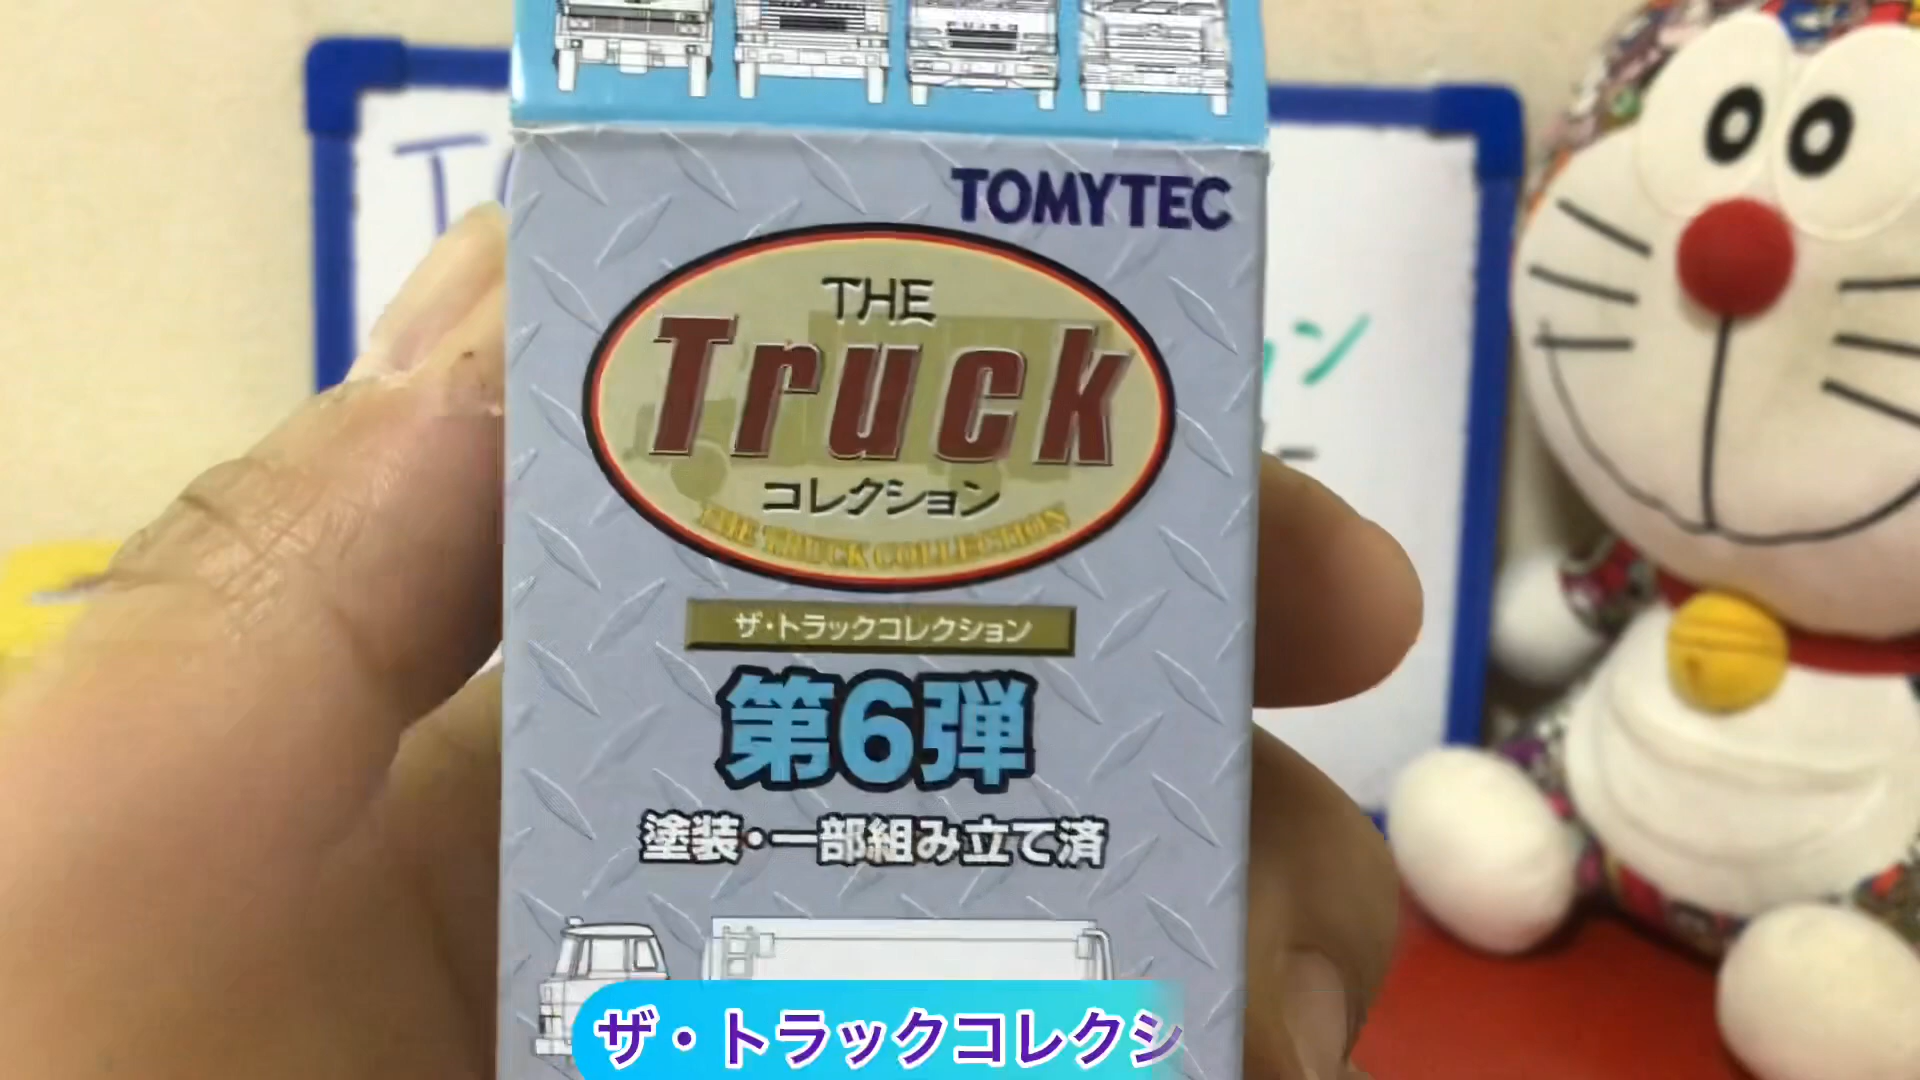 TOMYTEC
THE
Truck
コレクション
THE TRUCK COLLECTION
ザ・トラックコレクション
第6弾
塗装・一部組み立て済
ザ・トラックコレクシ